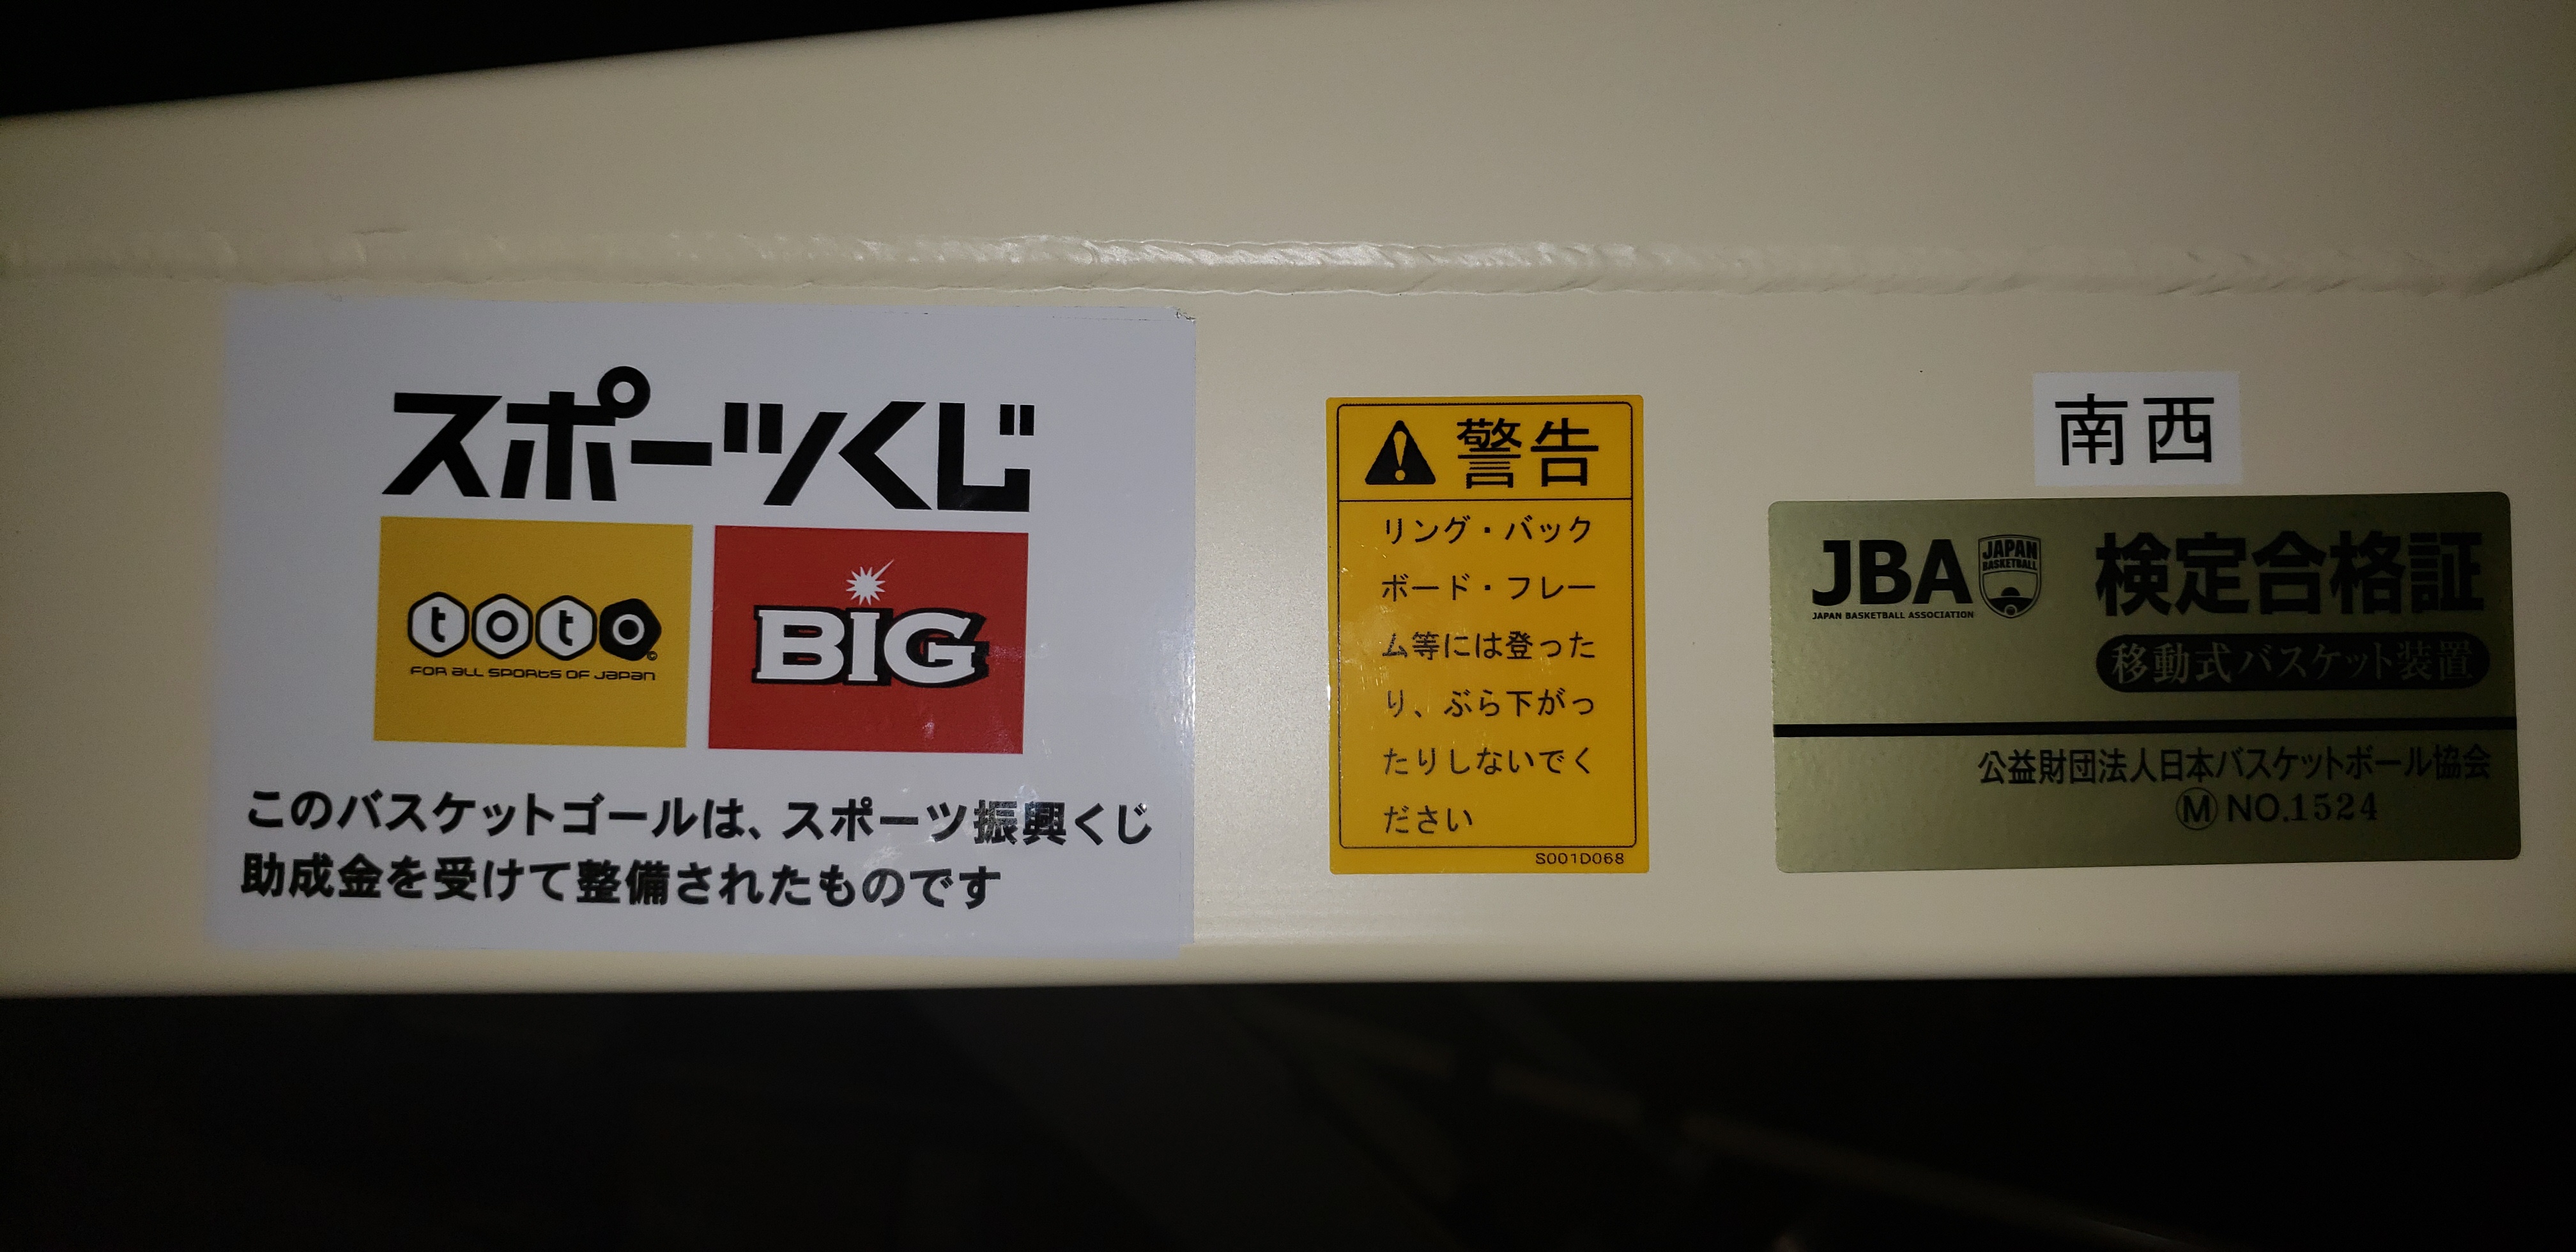 スポーツくじ
toto
FOR ALL SPORTS OF JAPAN
BIG
このバスケットゴールは、スポーツ振興くじ
助成金を受けて整備されたものです
警告
リング・バック
ボード・フレー
ム等には登った
り、ぶら下がっ
たりしないでく
ださい
S001D068
南西
JBA
JAPAN BASKETBALL ASSOCIATION
JAPAN
BASKETBALL
検定合格証
移動式バスケット装置
公益財団法人日本バスケットボール協会
Ⓜ NO.1524